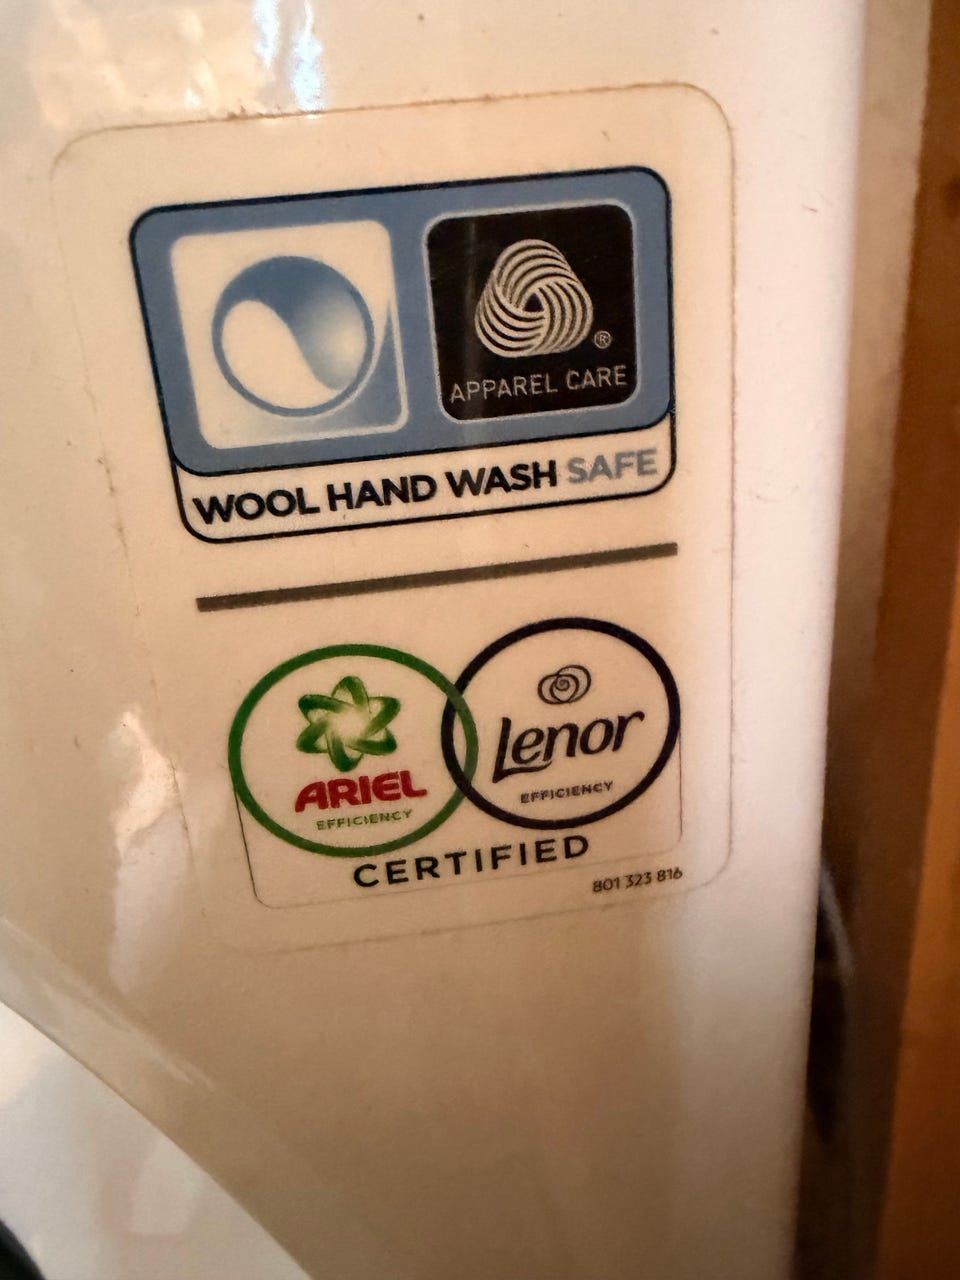 ®
APPAREL CARE
WOOL HAND WASH SAFE
ARIEL
EFFICIENCY
Lenor
EFFICIENCY
CERTIFIED
801 323 816